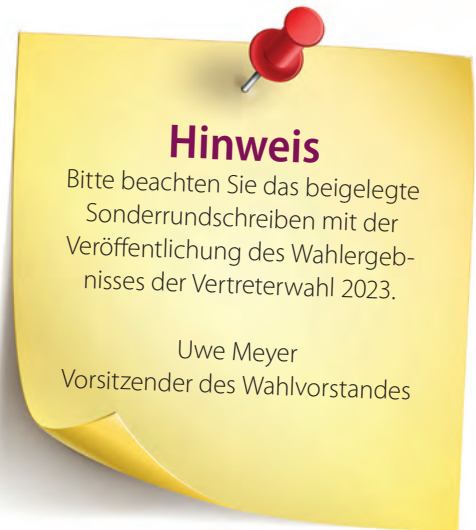 Hinweis
Bitte beachten Sie das beigelegte
Sonderrundschreiben mit der
Veröffentlichung des Wahlergeb-
nisses der Vertreterwahl 2023.
Uwe Meyer
Vorsitzender des Wahlvorstandes